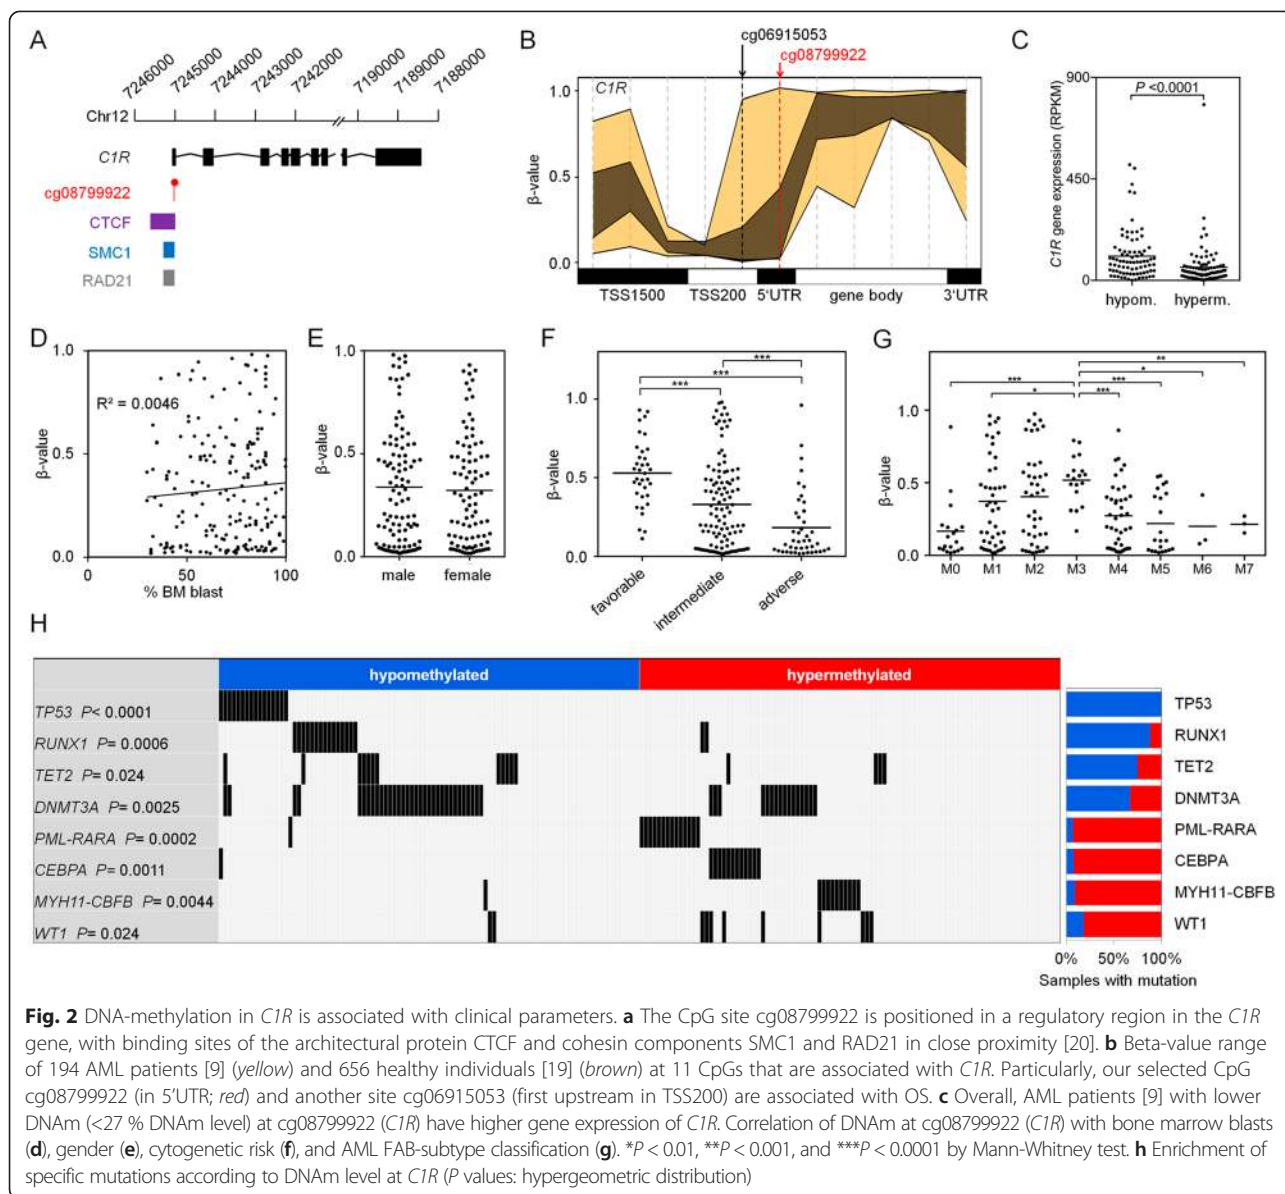 A
7246000
7245000
7244000
7243000
7242000
7190000
7189000
7188000
Chr12
C1R
cg08799922
CTCF
SMC1
RAD21
B
cg06915053
cg08799922
C1R
1.0
0.5
0.0
β-value
TSS1500 TSS200 5'UTR gene body 3'UTR
C
900
450
0
C1R gene expression (RPKM)
P <0.0001
hypom. hyperm.
D
β-value
1.0
0.5
0.0
R² = 0.0046
0 50 100
% BM blast
E
β-value
1.0
0.5
0.0
male female
F
β-value
1.0
0.5
0.0
***
***
***
favorable
intermediate
adverse
G
β-value
1.0
0.5
0.0
**
*
*** ***
* ***
M0 M1 M2 M3 M4 M5 M6 M7
H
hypomethylated hypermethylated
TP53 P< 0.0001
RUNX1 P= 0.0006
TET2 P= 0.024
DNMT3A P= 0.0025
PML-RARA P= 0.0002
CEBPA P= 0.0011
MYH11-CBFB P= 0.0044
WT1 P= 0.024
TP53
RUNX1
TET2
DNMT3A
PML-RARA
CEBPA
MYH11-CBFB
WT1
0% 50% 100%
Samples with mutation
Fig. 2 DNA-methylation in C1R is associated with clinical parameters. a The CpG site cg08799922 is positioned in a regulatory region in the C1R
gene, with binding sites of the architectural protein CTCF and cohesin components SMC1 and RAD21 in close proximity [20]. b Beta-value range
of 194 AML patients [9] (yellow) and 656 healthy individuals [19] (brown) at 11 CpGs that are associated with C1R. Particularly, our selected CpG
cg08799922 (in 5'UTR; red) and another site cg06915053 (first upstream in TSS200) are associated with OS. c Overall, AML patients [9] with lower
DNAm (<27 % DNAm level) at cg08799922 (C1R) have higher gene expression of C1R. Correlation of DNAm at cg08799922 (C1R) with bone marrow blasts
(d), gender (e), cytogenetic risk (f), and AML FAB-subtype classification (g). *P < 0.01, **P < 0.001, and ***P < 0.0001 by Mann-Whitney test. h Enrichment of
specific mutations according to DNAm level at C1R (P values: hypergeometric distribution)